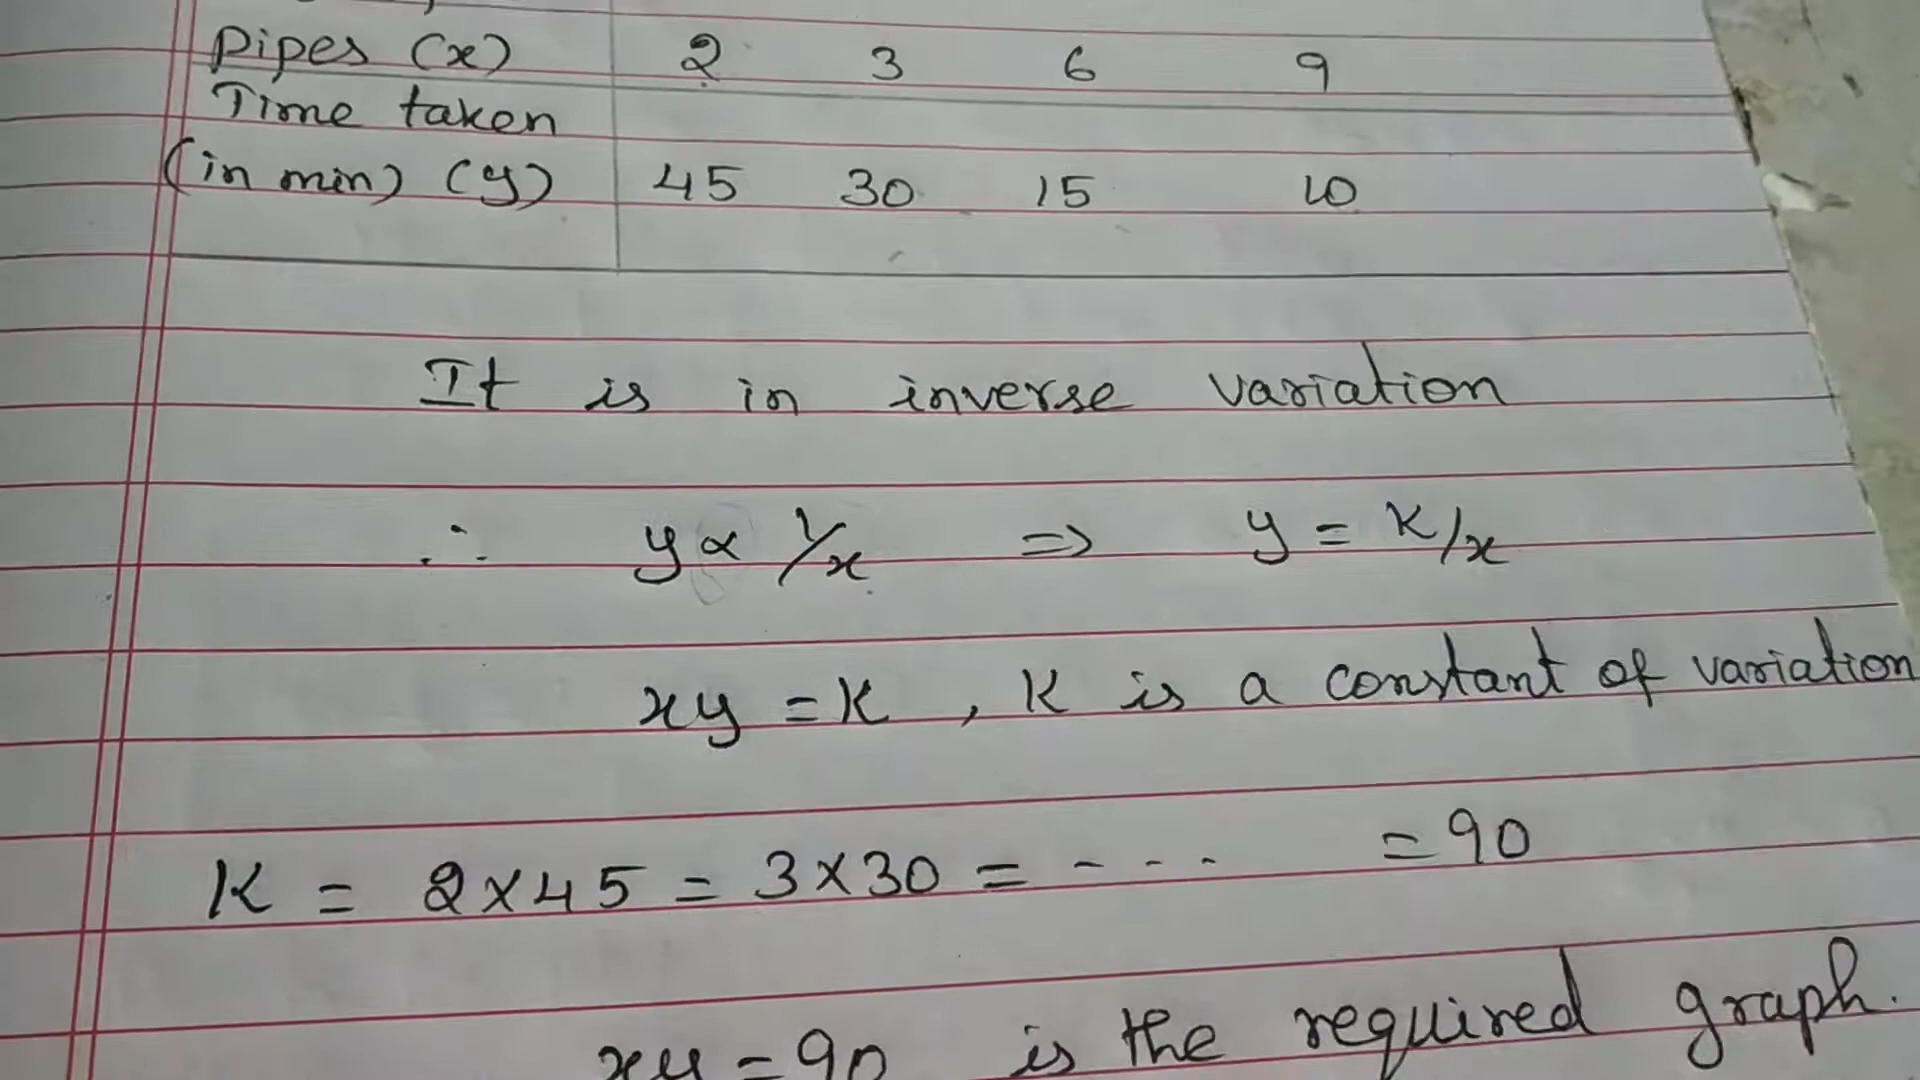 Pipes (x) 2 3 6 9
Time taken
(in min) (y) 45 30 15 10
It is in inverse variation
∴ y ∝ 1/x ⇒ y = K/x
xy = K , K is a constant of variation
K = 2×45 = 3×30 = - - - - = 90
xy = 90 is the required graph.